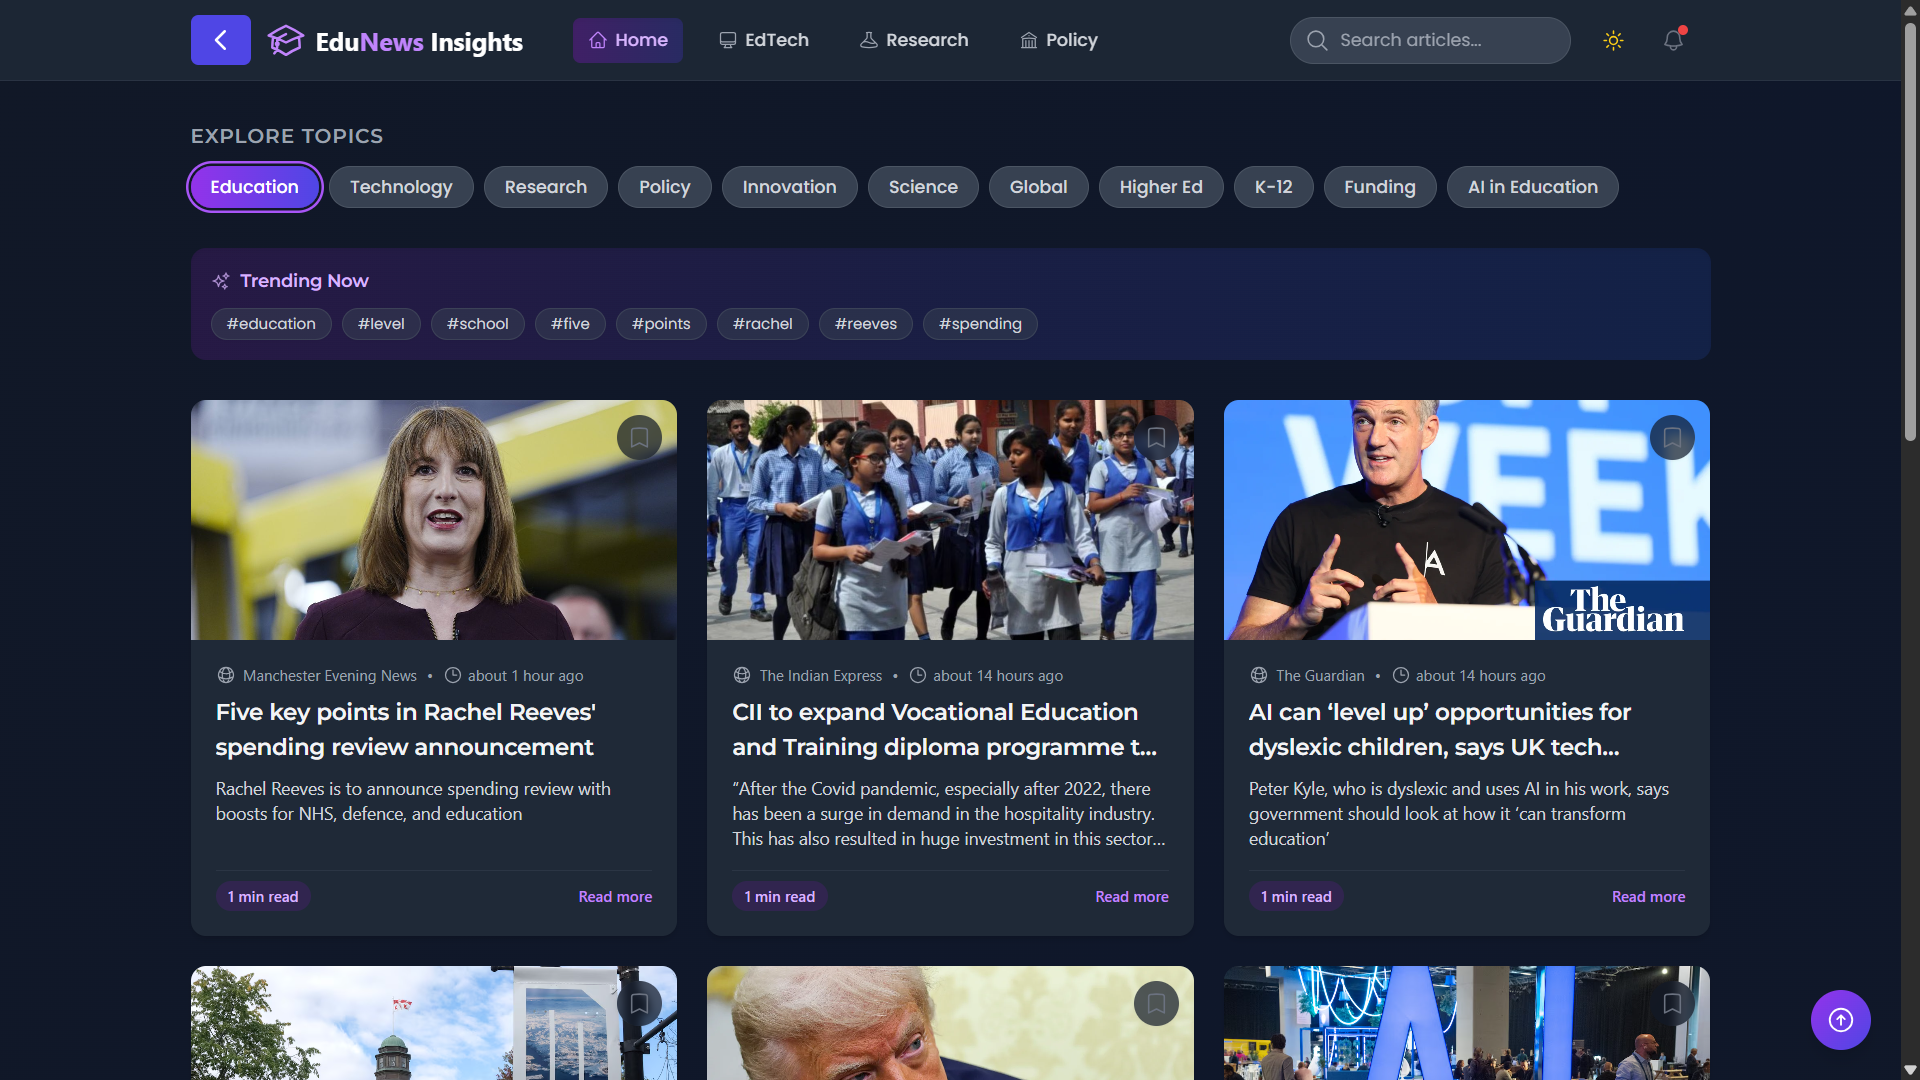 EduNews Insights
Home
EdTech
Research
Policy
Search articles...
EXPLORE TOPICS
Education
Technology
Research
Policy
Innovation
Science
Global
Higher Ed
K-12
Funding
AI in Education
Trending Now
#education
#level
#school
#five
#points
#rachel
#reeves
#spending
WEEK
A
The
Guardian
Manchester Evening News • about 1 hour ago
Five key points in Rachel Reeves'
spending review announcement
Rachel Reeves is to announce spending review with
boosts for NHS, defence, and education
1 min read
Read more
The Indian Express • about 14 hours ago
CII to expand Vocational Education
and Training diploma programme t...
“After the Covid pandemic, especially after 2022, there
has been a surge in demand in the hospitality industry.
This has also resulted in huge investment in this sector...
1 min read
Read more
The Guardian • about 14 hours ago
AI can ‘level up’ opportunities for
dyslexic children, says UK tech...
Peter Kyle, who is dyslexic and uses AI in his work, says
government should look at how it ‘can transform
education’
1 min read
Read more